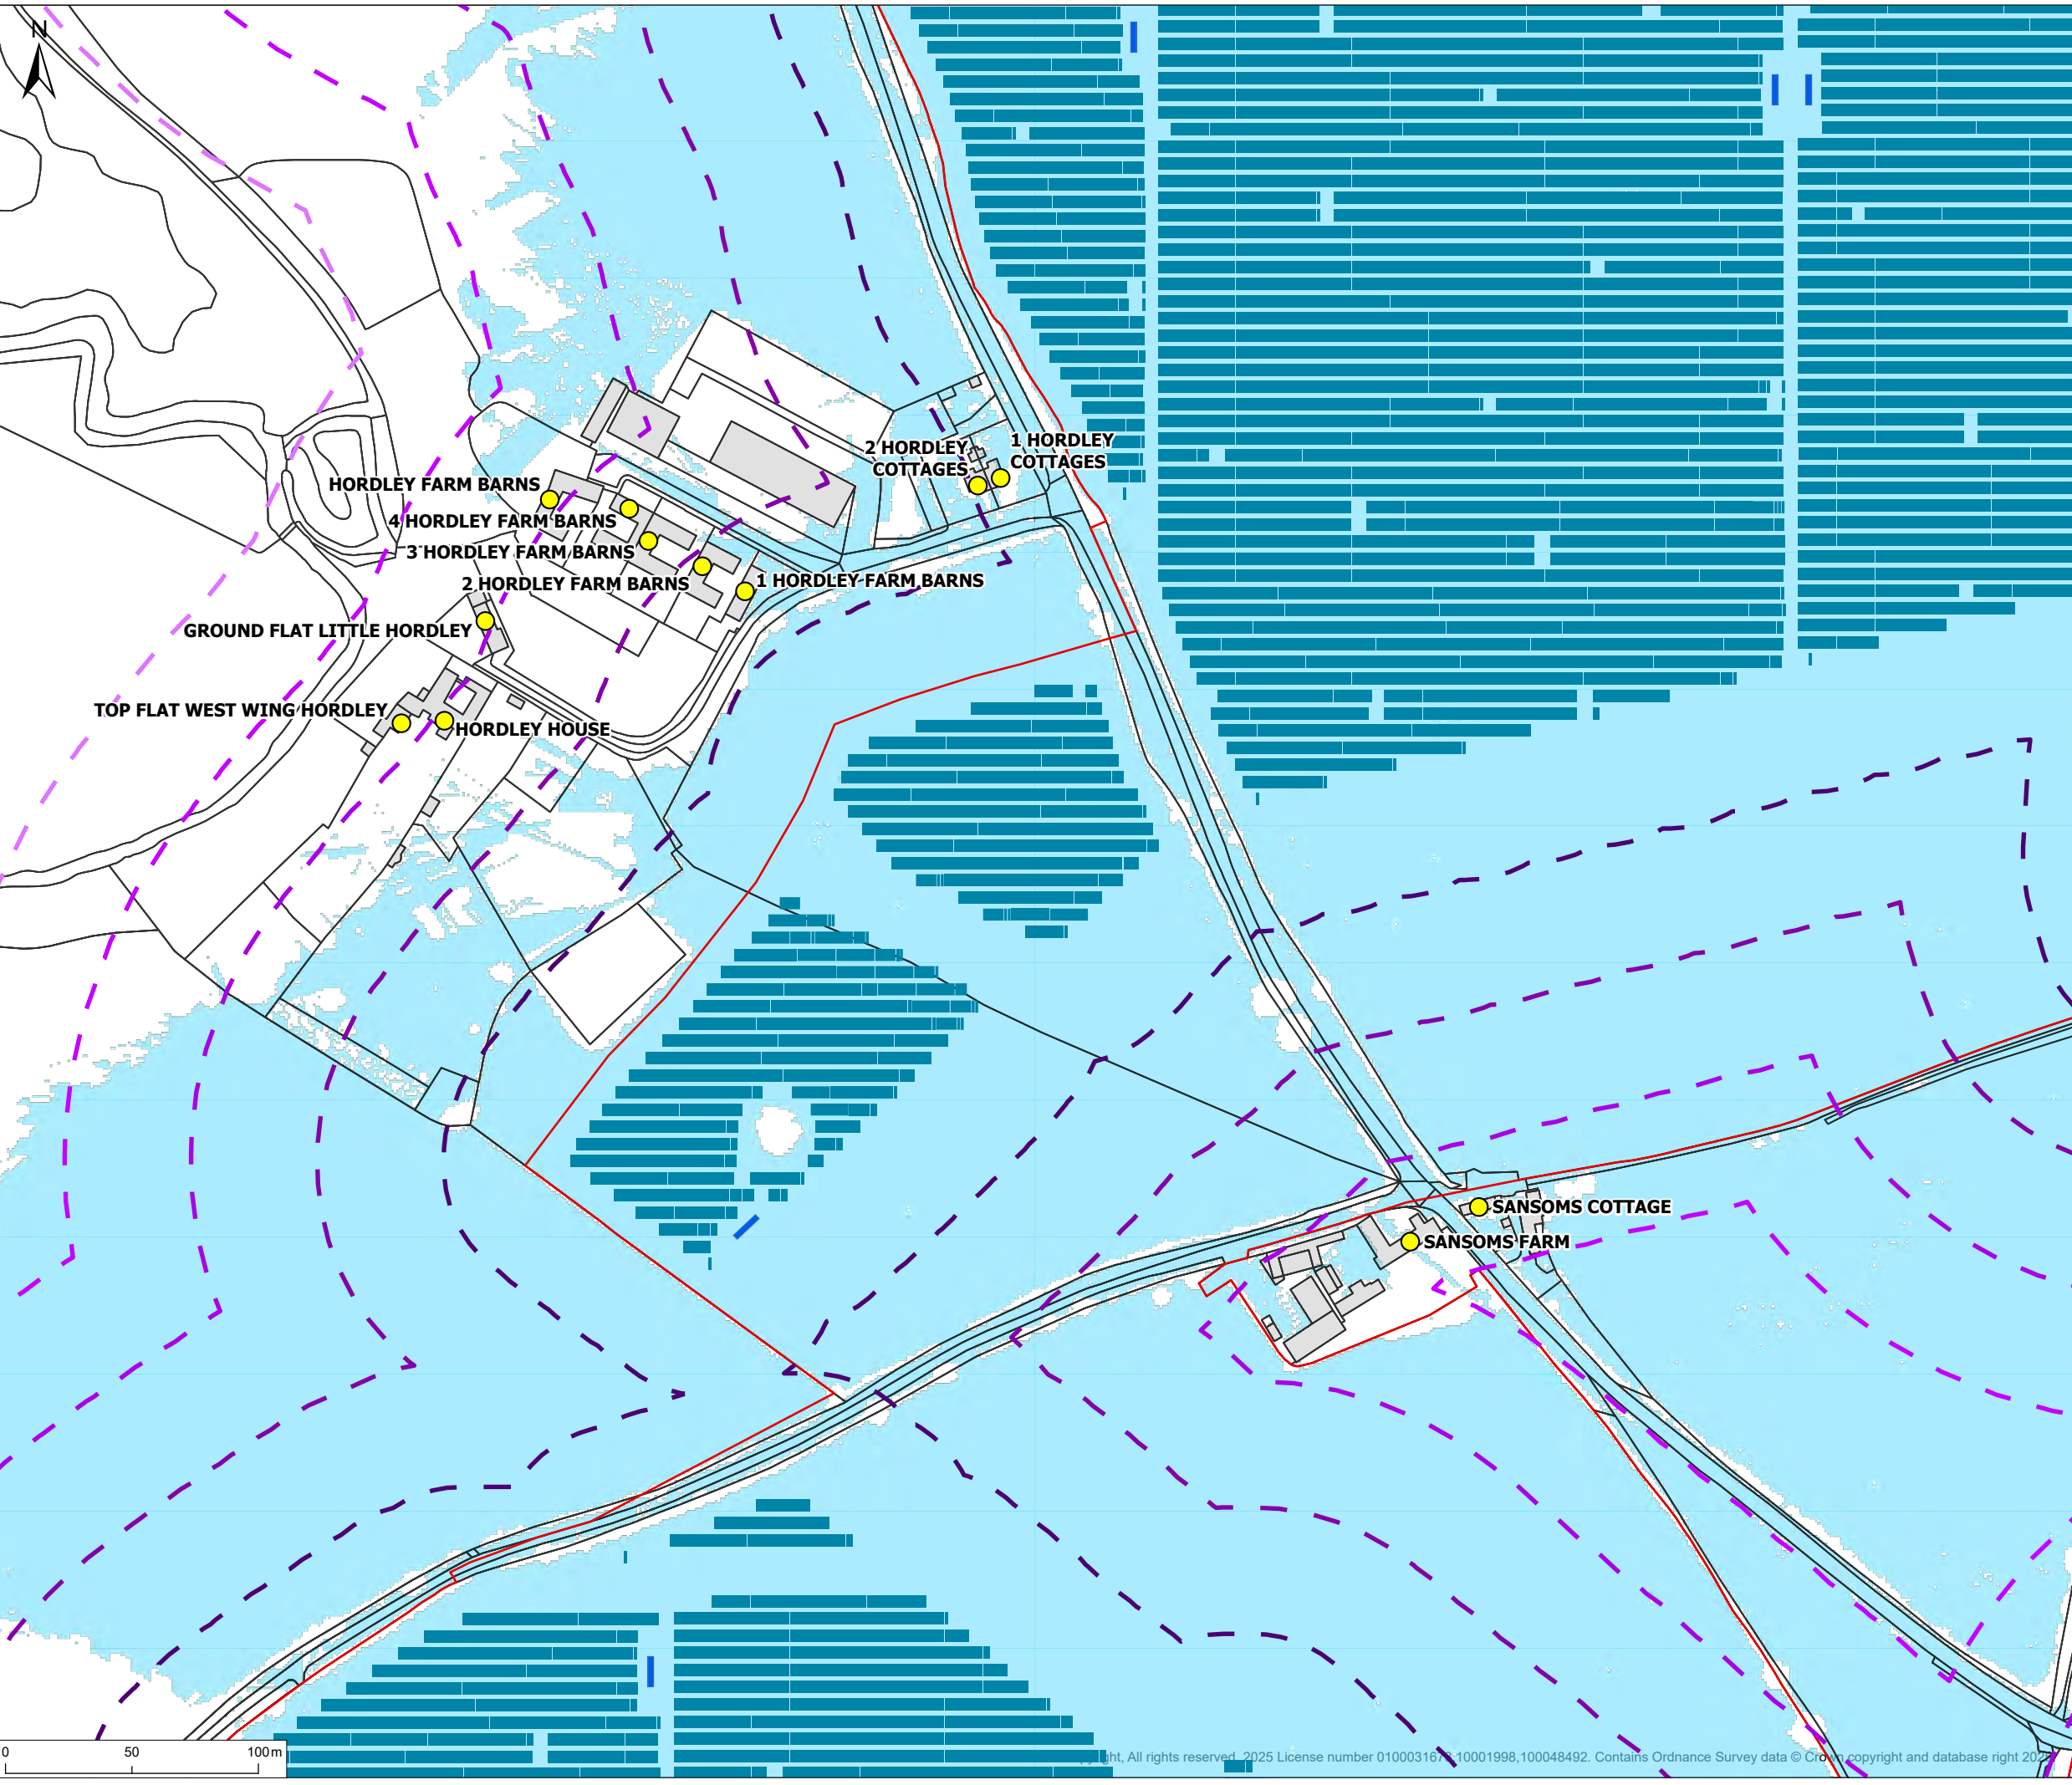 N
2 HORDLEY
COTTAGES
1 HORDLEY
COTTAGES
HORDLEY FARM BARNS
4 HORDLEY FARM BARNS
3 HORDLEY FARM BARNS
2 HORDLEY FARM BARNS
1 HORDLEY FARM BARNS
GROUND FLAT LITTLE HORDLEY
TOP FLAT WEST WING HORDLEY
HORDLEY HOUSE
SANSOMS COTTAGE
SANSOMS FARM
0 50 100m
All rights reserved, 2025 License number 0100031673,10001998,100048492. Contains Ordnance Survey data © Crown copyright and database right